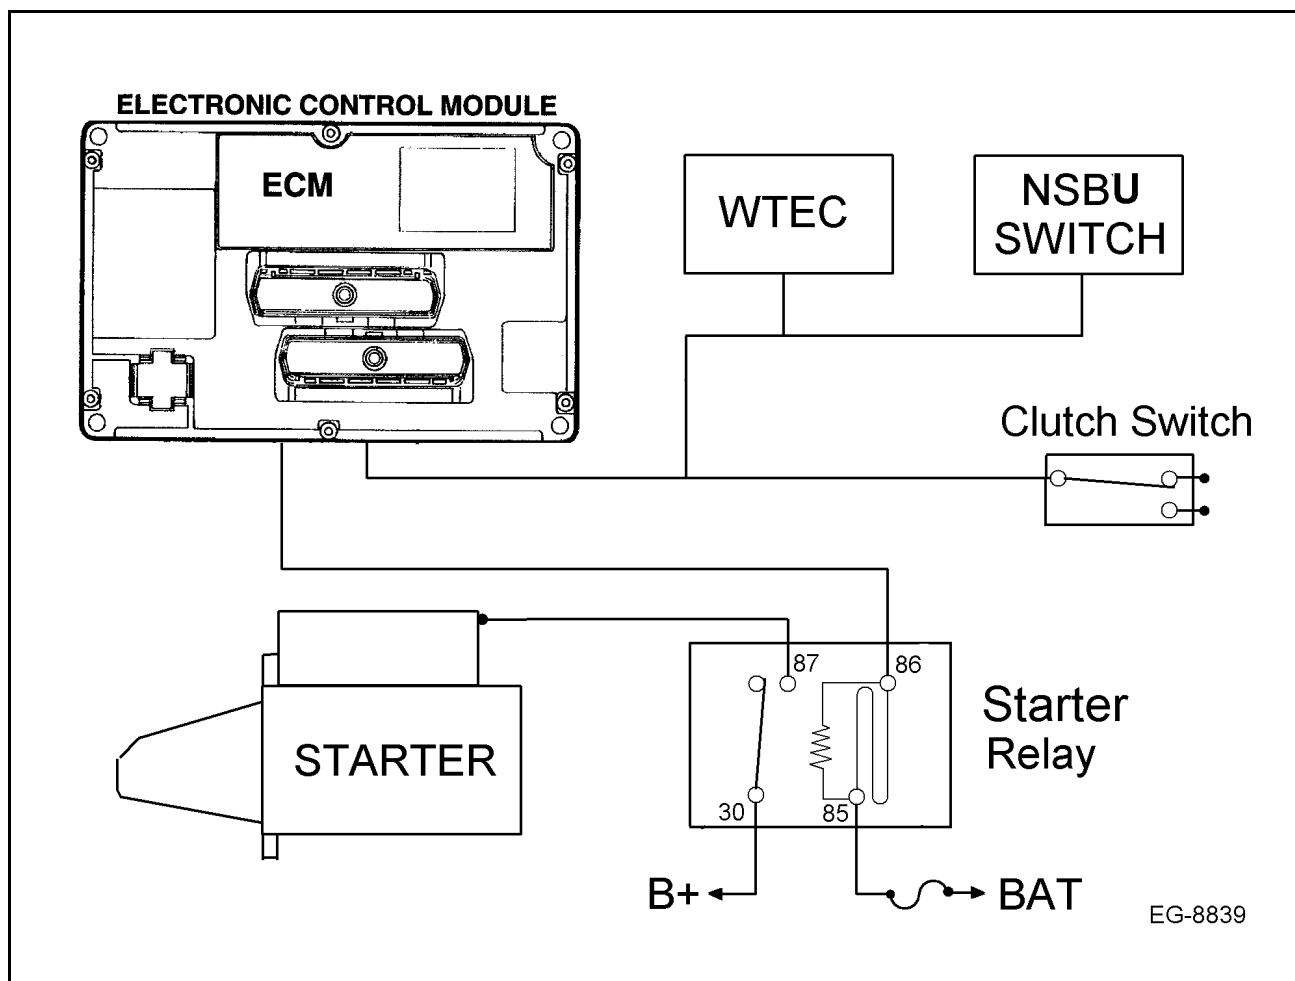 ELECTRONIC CONTROL MODULE
ECM
WTEC
NSBU
SWITCH
Clutch Switch
STARTER
87
86
30
85
Starter
Relay
B+
BAT
EG-8839